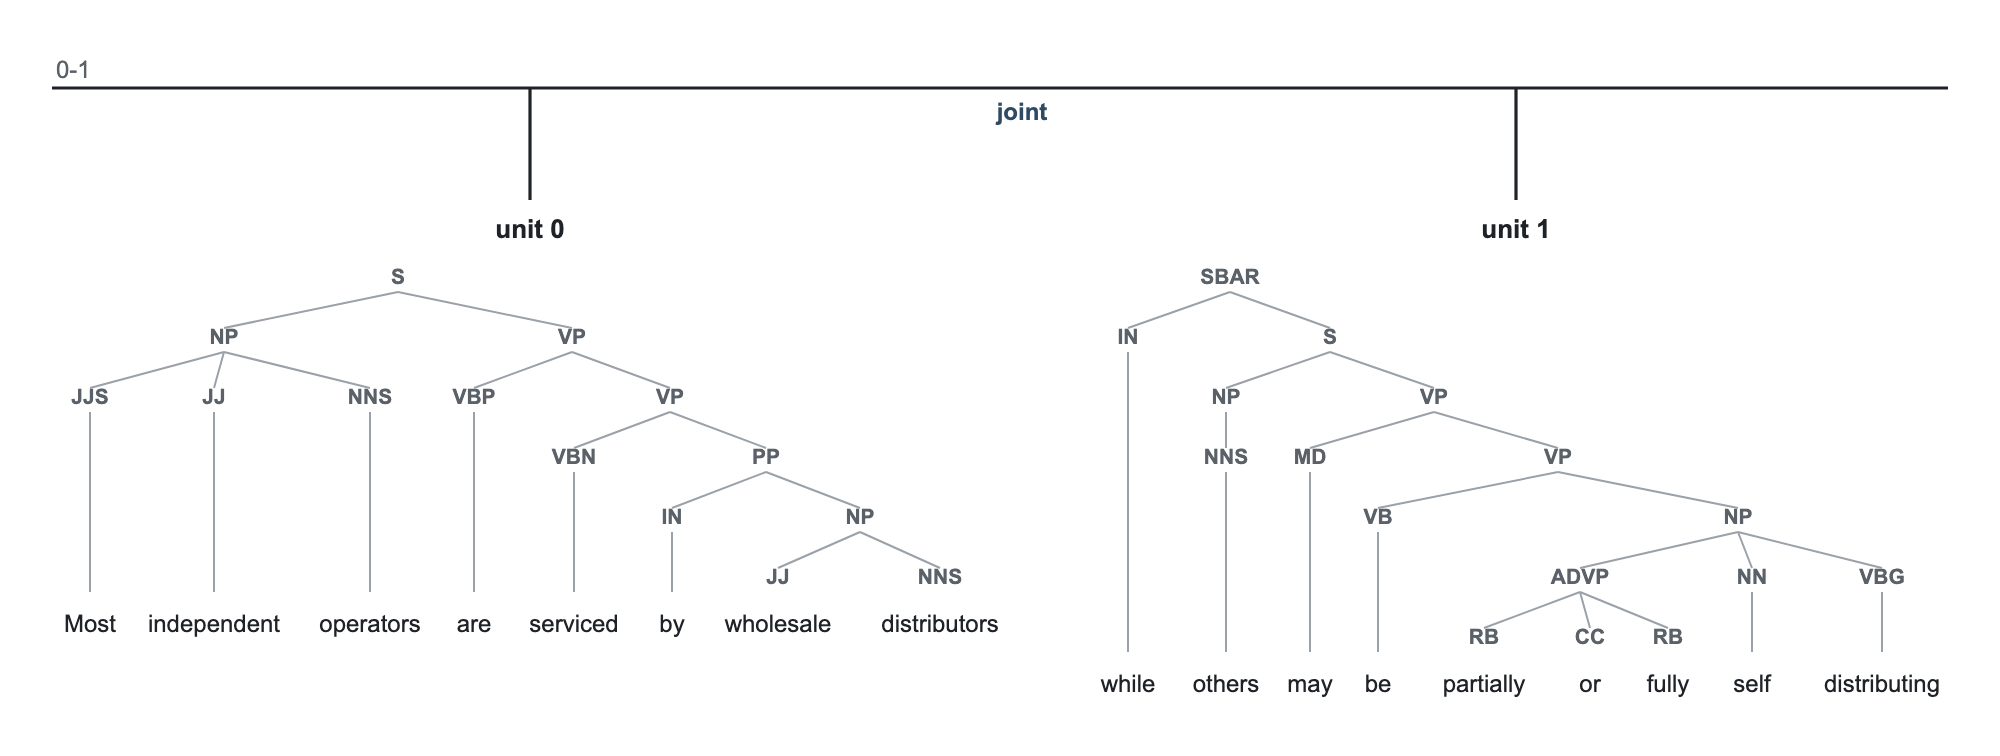 0-1
joint
unit 0 unit 1
S SBAR
NP VP IN S
JJS JJ NNS VBP VP NP VP
VBN PP NNS MD VP
IN NP VB NP
JJ NNS ADVP NN VBG
Most independent operators are serviced by wholesale distributors
RB CC RB
while others may be partially or fully self distributing